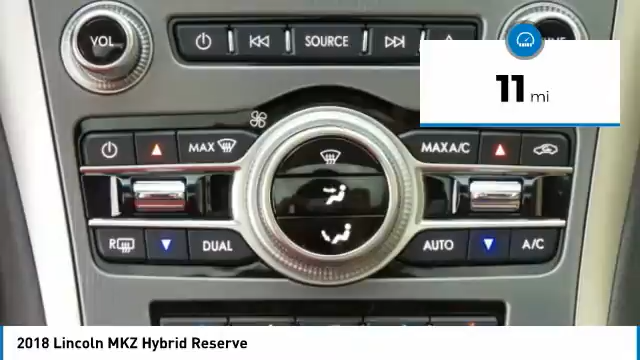 VOL
SOURCE
11 mi
MAX
MAX A/C
R
DUAL
AUTO
A/C
2018 Lincoln MKZ Hybrid Reserve